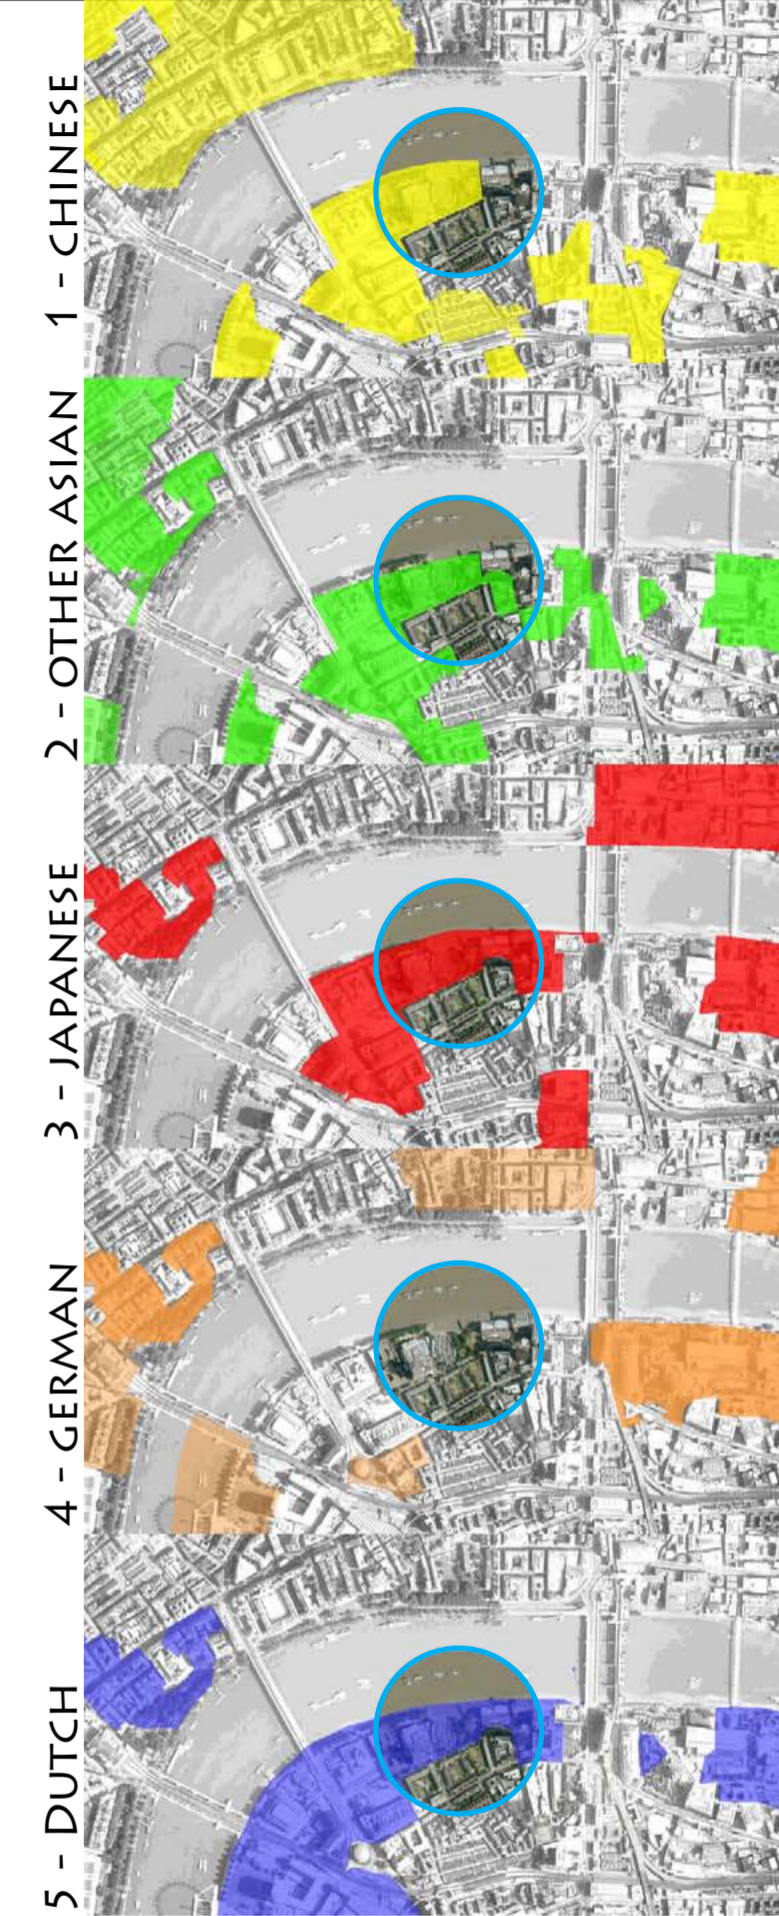 1 - CHINESE
2 - OTHER ASIAN
3 - JAPANESE
4 - GERMAN
5 - DUTCH